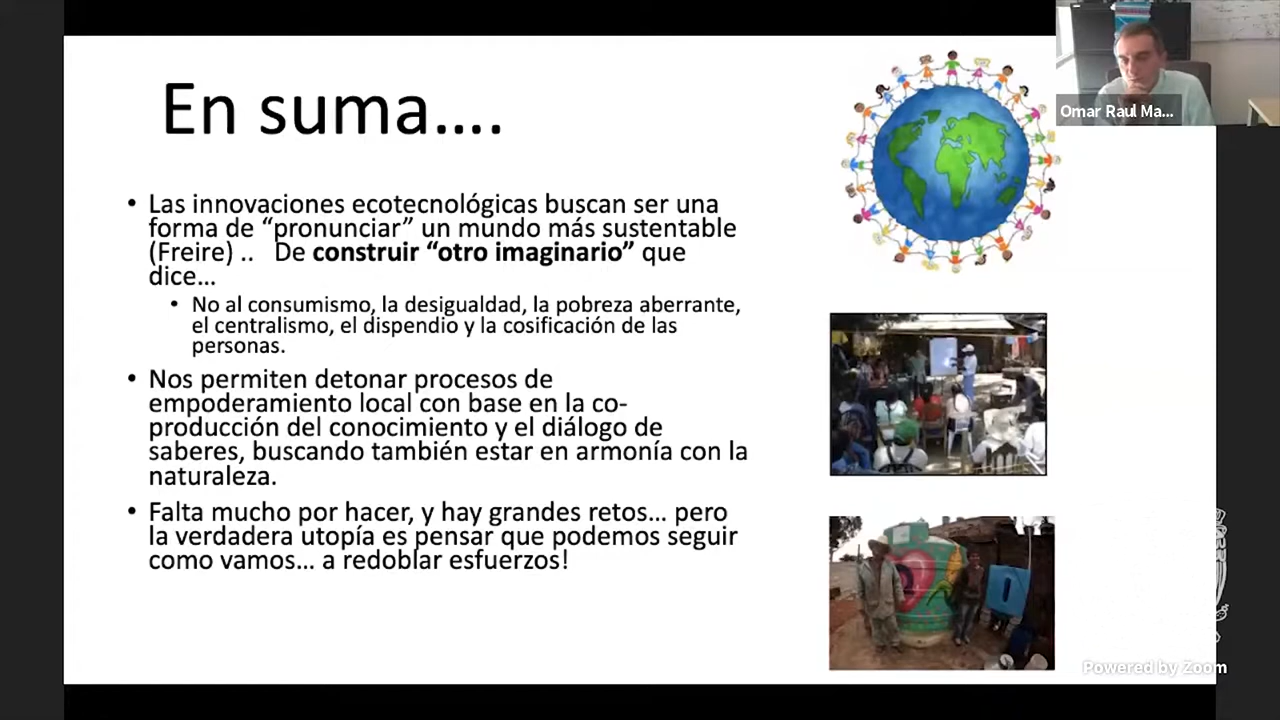 En suma....
Omar Raul Ma...
• Las innovaciones ecotecnológicas buscan ser una
forma de “pronunciar” un mundo más sustentable
(Freire) .. De construir “otro imaginario” que
dice...
• No al consumismo, la desigualdad, la pobreza aberrante,
el centralismo, el dispendio y la cosificación de las
personas.
• Nos permiten detonar procesos de
empoderamiento local con base en la co-
producción del conocimiento y el diálogo de
saberes, buscando también estar en armonía con la
naturaleza.
• Falta mucho por hacer, y hay grandes retos... pero
la verdadera utopía es pensar que podemos seguir
como vamos... a redoblar esfuerzos!
Powered by Zoom